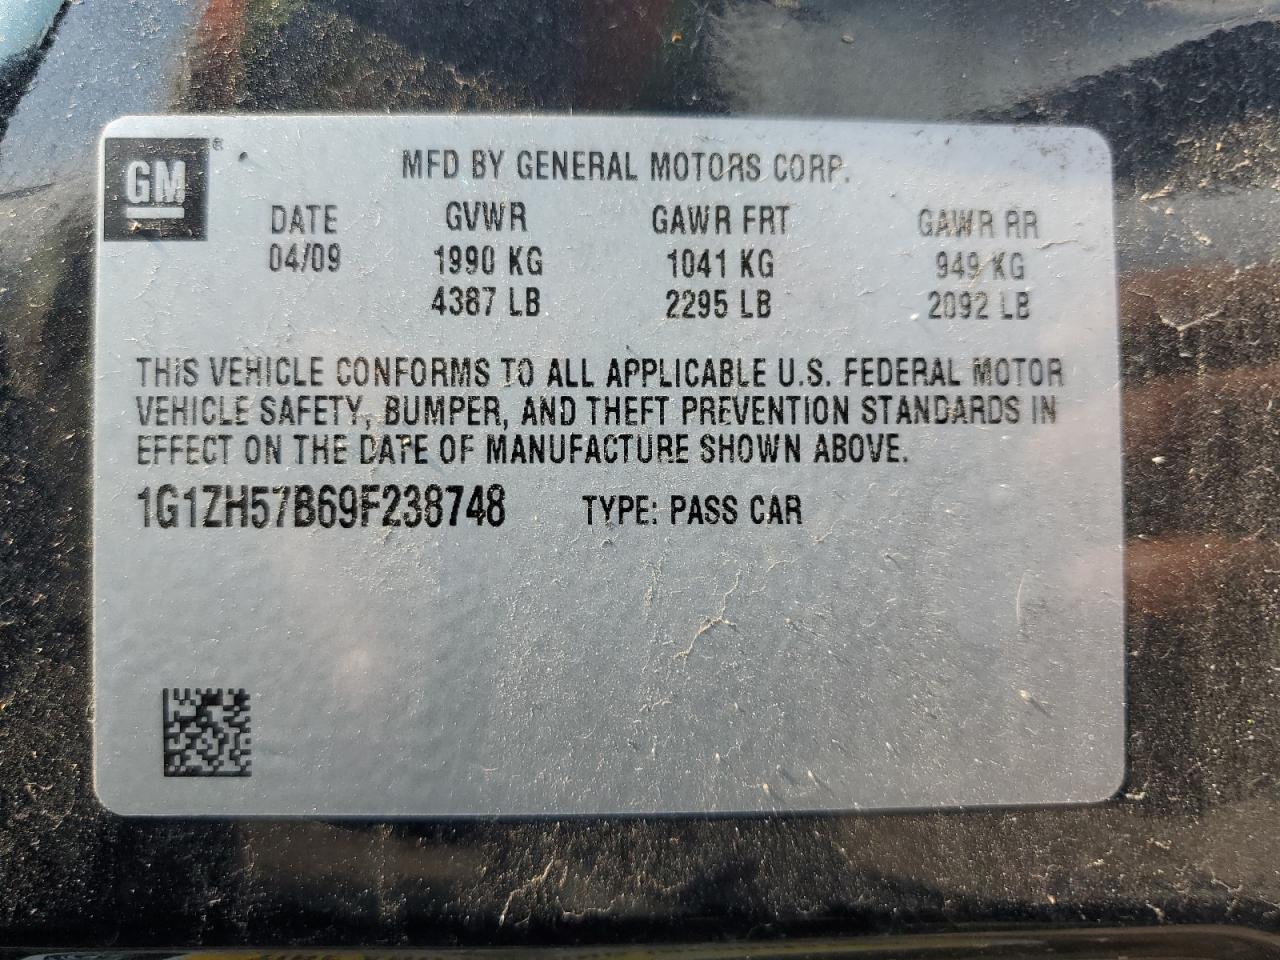 GM ®
MFD BY GENERAL MOTORS CORP.
DATE GVWR GAWR FRT GAWR RR
04/09 1990 KG 1041 KG 949 KG
4387 LB 2295 LB 2092 LB
THIS VEHICLE CONFORMS TO ALL APPLICABLE U.S. FEDERAL MOTOR
VEHICLE SAFETY, BUMPER, AND THEFT PREVENTION STANDARDS IN
EFFECT ON THE DATE OF MANUFACTURE SHOWN ABOVE.
1G1ZH57B69F238748 TYPE: PASS CAR